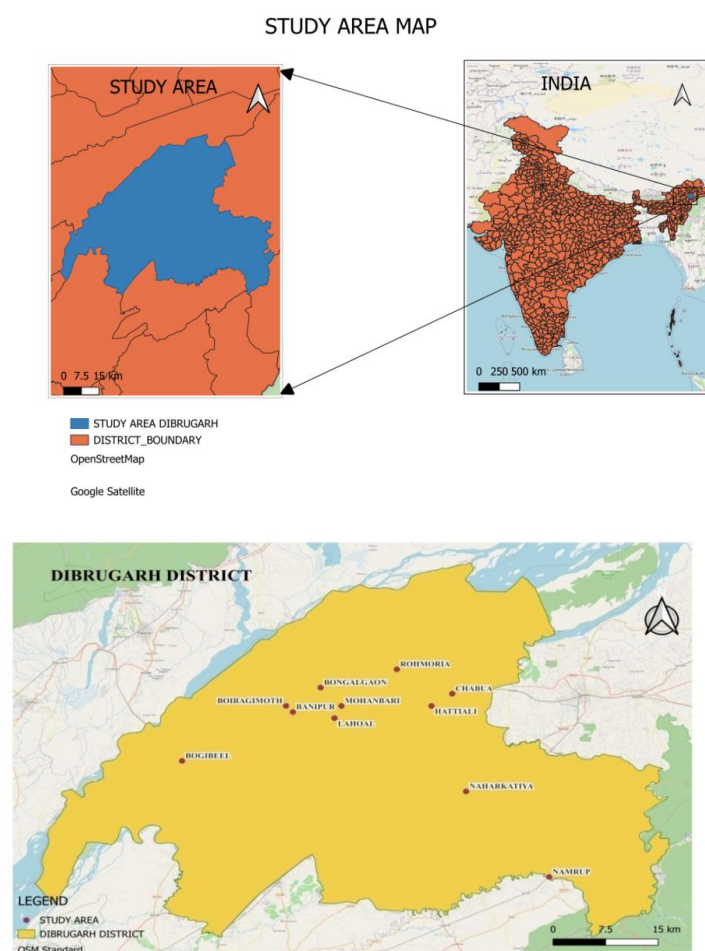 STUDY AREA MAP
STUDY AREA
INDIA
0 7.5 15 km
0 250 500 km
STUDY AREA DIBRUGARH
DISTRICT_BOUNDARY
OpenStreetMap
Google Satellite
DIBRUGARH DISTRICT
ROHMORIA
BONGALGAON
CHABUA
BOIRAGIMOTH
MOHANBARI
HATTIALI
BANIPUR
LAHOAL
BOGIBEEL
NAHARKATIYA
NAMRUP
LEGEND
STUDY AREA
DIBRUGARH DISTRICT
OSM Standard
0 7.5 15 km